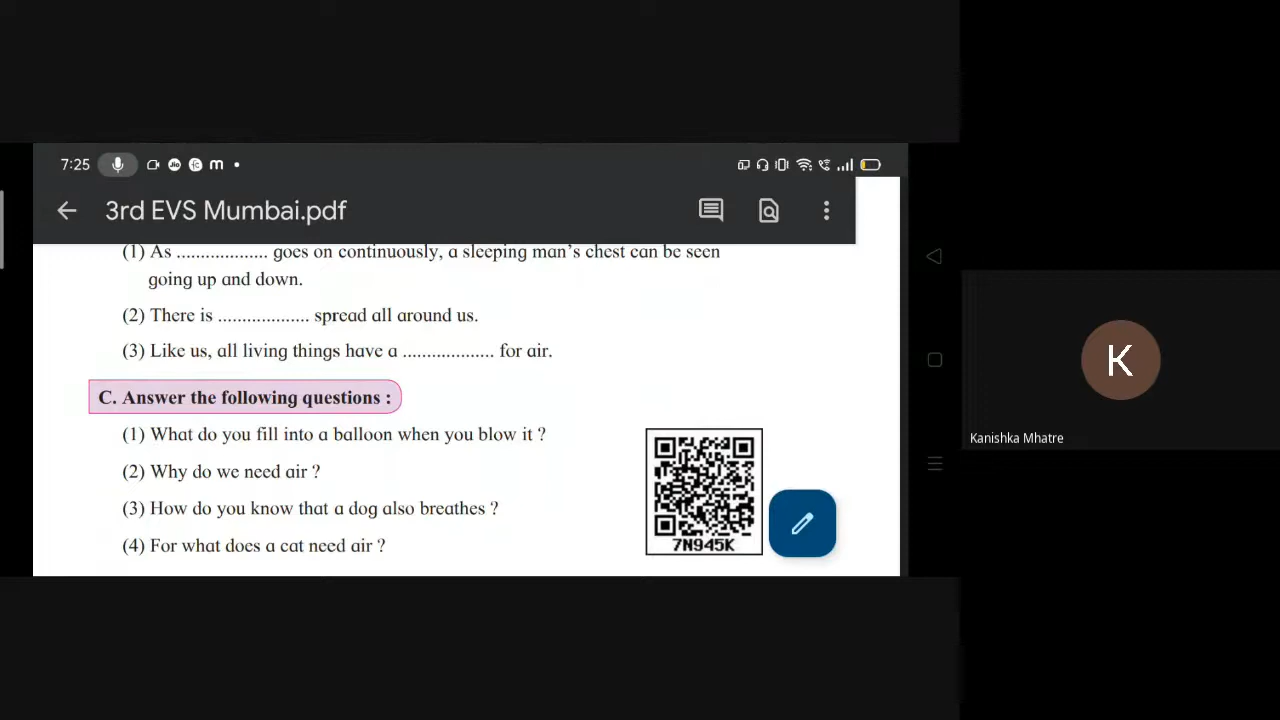 7:25
3rd EVS Mumbai.pdf
(1) As .................. goes on continuously, a sleeping man's chest can be seen
going up and down.
(2) There is .................. spread all around us.
(3) Like us, all living things have a .................. for air.
C. Answer the following questions :
(1) What do you fill into a balloon when you blow it ?
(2) Why do we need air ?
(3) How do you know that a dog also breathes ?
(4) For what does a cat need air ?
7N945K
K
Kanishka Mhatre